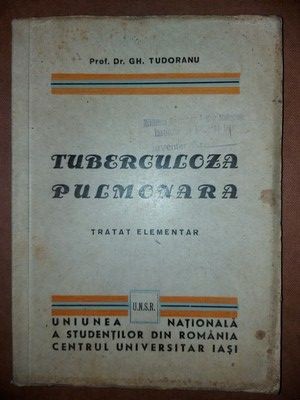 Prof. Dr. GH. TUDORANU
TUBERCULOZA
PULMONARA
TRATAT ELEMENTAR
U.N.S.R.
UNIUNEA NAȚIONALĂ
A STUDENȚILOR DIN ROMÂNIA
CENTRUL UNIVERSITAR IAȘI